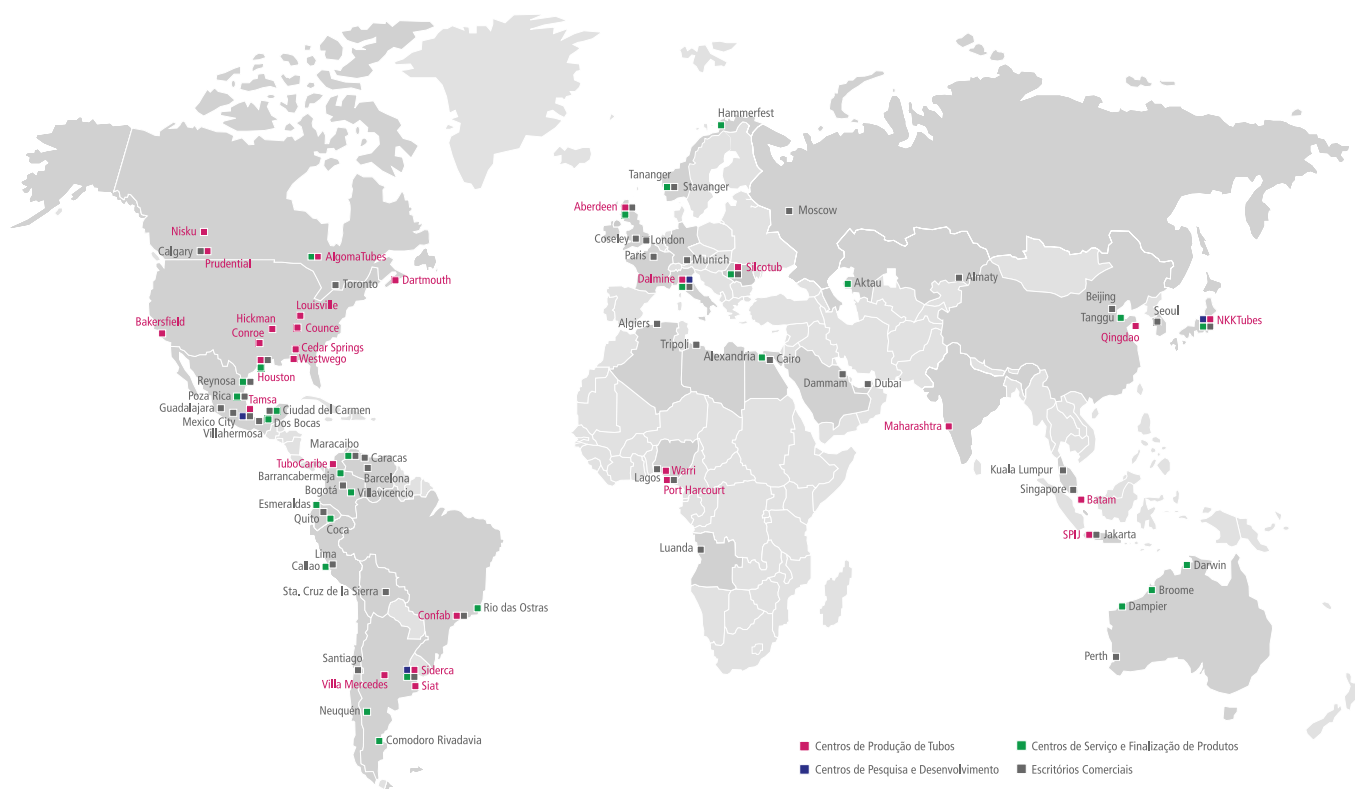 Hammerfest
Tananger
Stavanger
Aberdeen
Moscow
Nisku
Coseley
London
Calgary
Prudential
AlgomaTubes
Paris
Munich
Silcotub
Dalmine
Almaty
Aktau
Dartmouth
Toronto
Beijing
Louisville
Seoul
Tanggu
NKKTubes
Bakersfield
Hickman
Counce
Algiers
Qingdao
Conroe
Tripoli
Cedar Springs
Alexandria
Cairo
Westwego
Houston
Reynosa
Dammam
Dubai
Poza Rica
Tamsa
Guadalajara
Ciudad del Carmen
Mexico City
Dos Bocas
Villahermosa
Maharashtra
Maracaibo
Caracas
TuboCaribe
Barrancabermeja
Barcelona
Lagos
Warri
Kuala Lumpur
Bogotá
Villavicencio
Port Harcourt
Singapore
Esmeraldas
Batam
Quito
Coca
SPIJ
Jakarta
Luanda
Lima
Callao
Darwin
Sta. Cruz de la Sierra
Broome
Rio das Ostras
Dampier
Confab
Santiago
Perth
Siderca
Villa Mercedes
Siat
Neuquén
Comodoro Rivadavia
Centros de Produção de Tubos
Centros de Serviço e Finalização de Produtos
Centros de Pesquisa e Desenvolvimento
Escritórios Comerciais